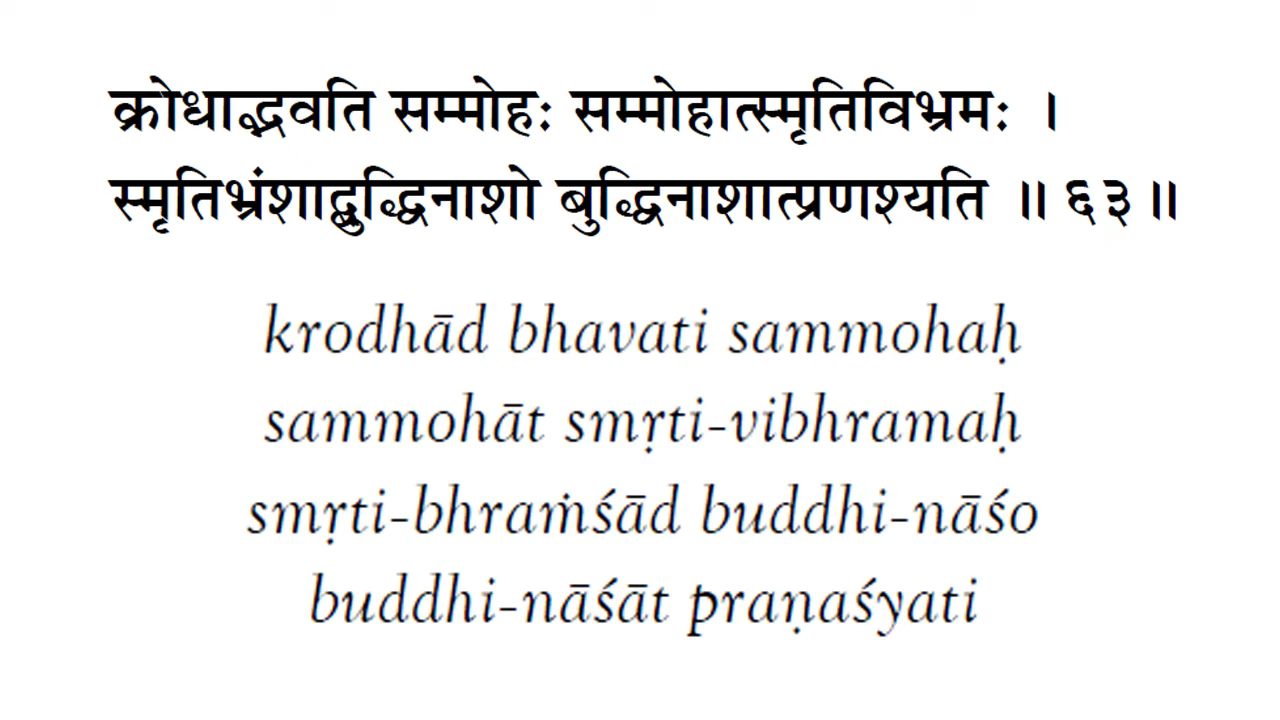 क्रोधाद्भवति सम्मोहः सम्मोहात्स्मृतिविभ्रमः ।
स्मृतिभ्रंशाद्बुद्धिनाशो बुद्धिनाशात्प्रणश्यति ॥ ६३॥
krodhād bhavati sammohaḥ
sammohāt smṛti-vibhramaḥ
smṛti-bhraṁśād buddhi-nāśo
buddhi-nāśāt praṇaśyati